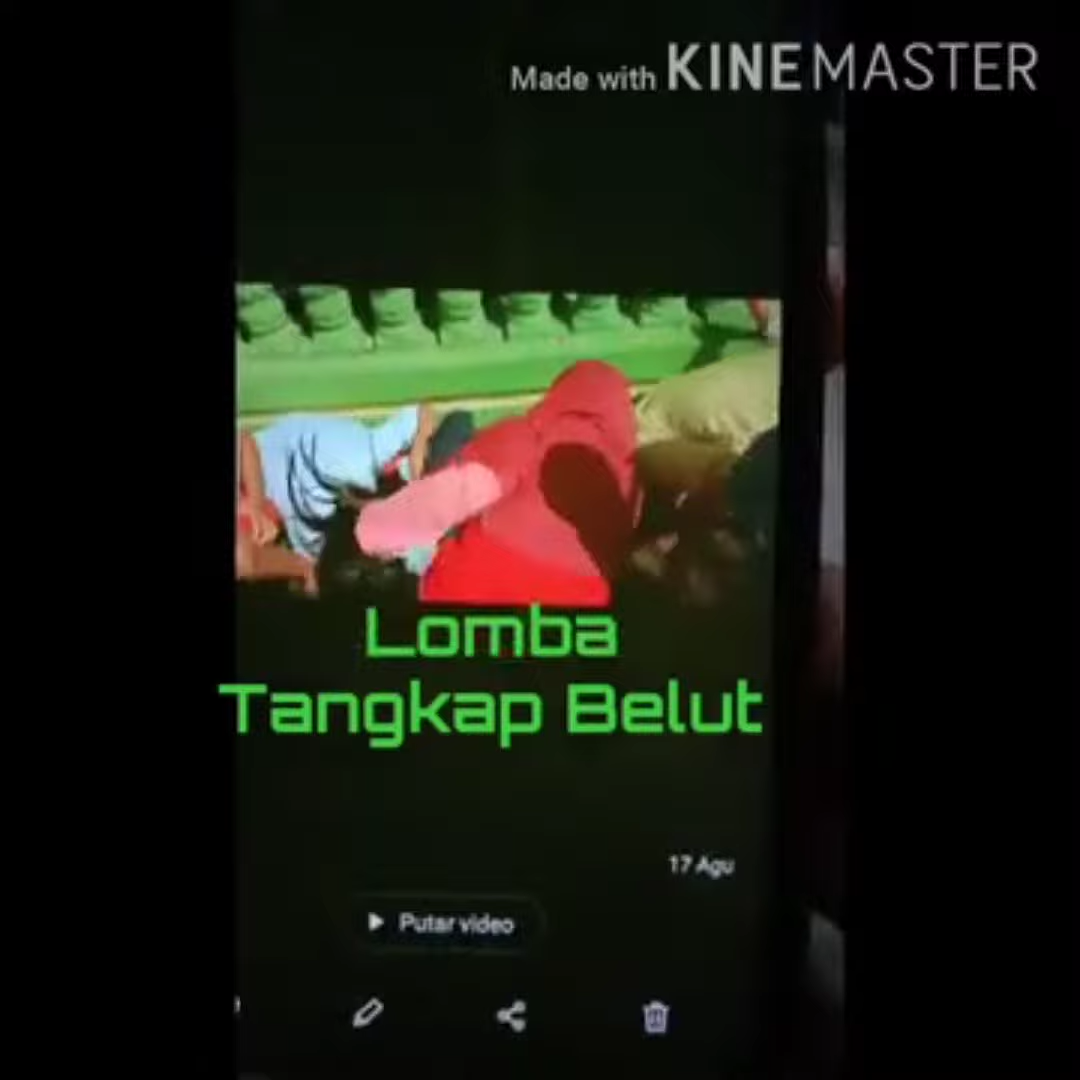 Made with KINEMASTER
Lomba
Tangkap Belut
17 Agu
Putar video